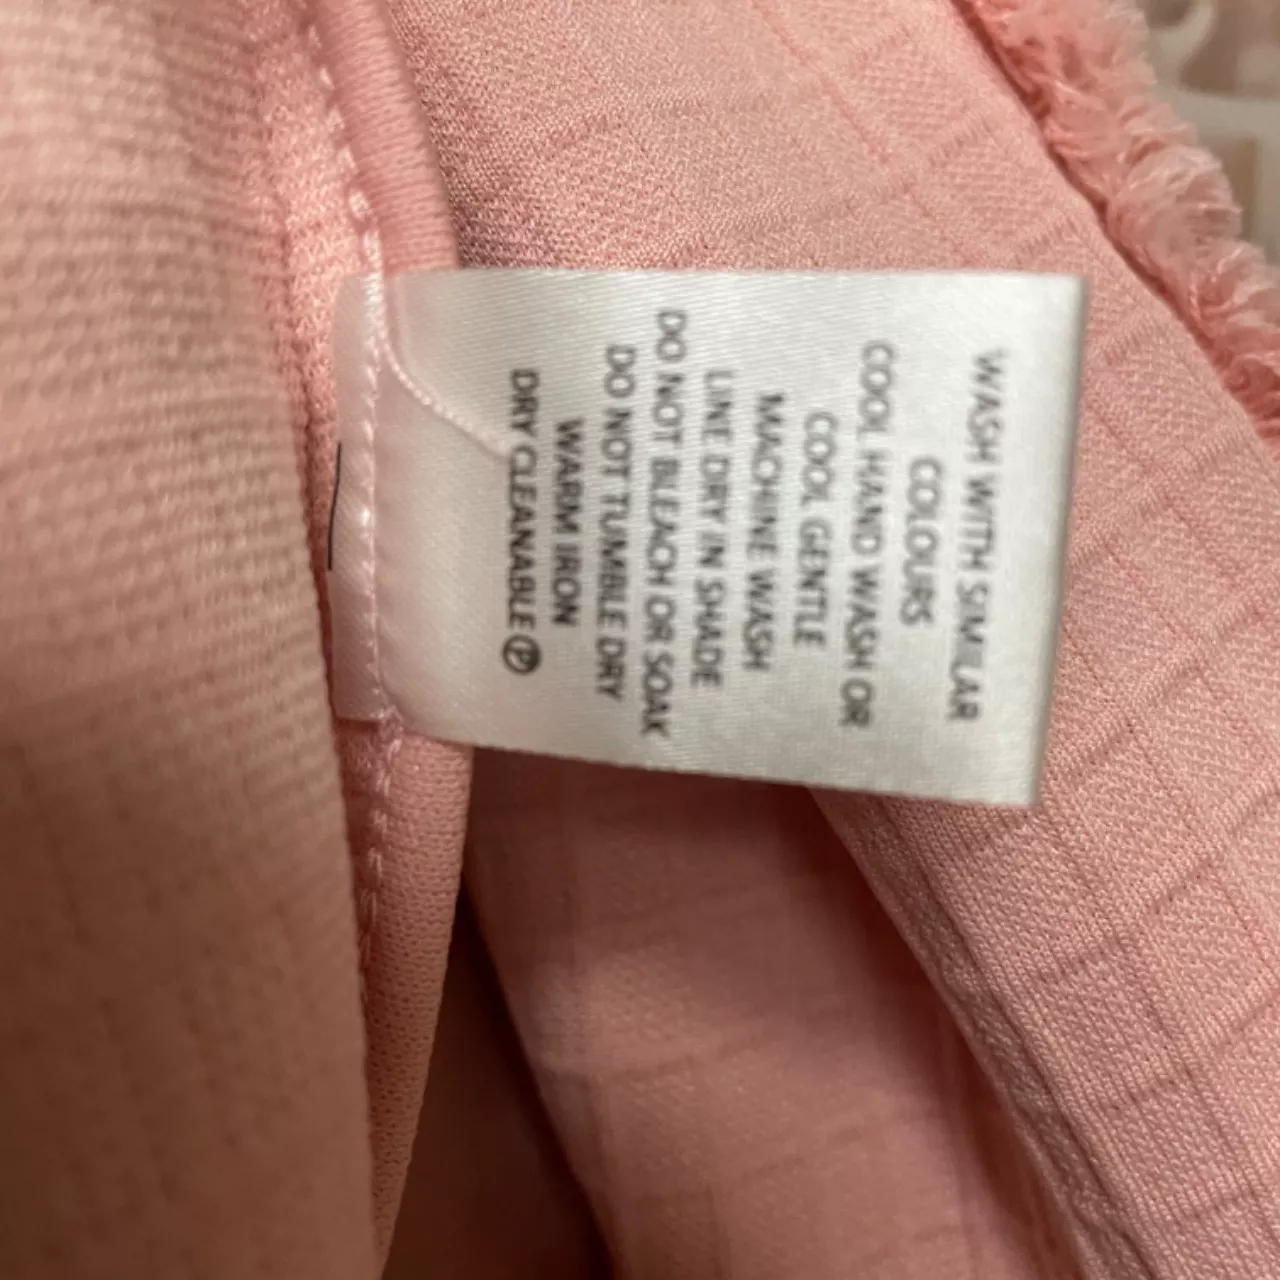 WASH WITH SIMILAR
COLOURS
COOL HAND WASH OR
COOL GENTLE
MACHINE WASH
LINE DRY IN SHADE
DO NOT BLEACH OR SOAK
DO NOT TUMBLE DRY
WARM IRON
DRY CLEANABLE Ⓟ